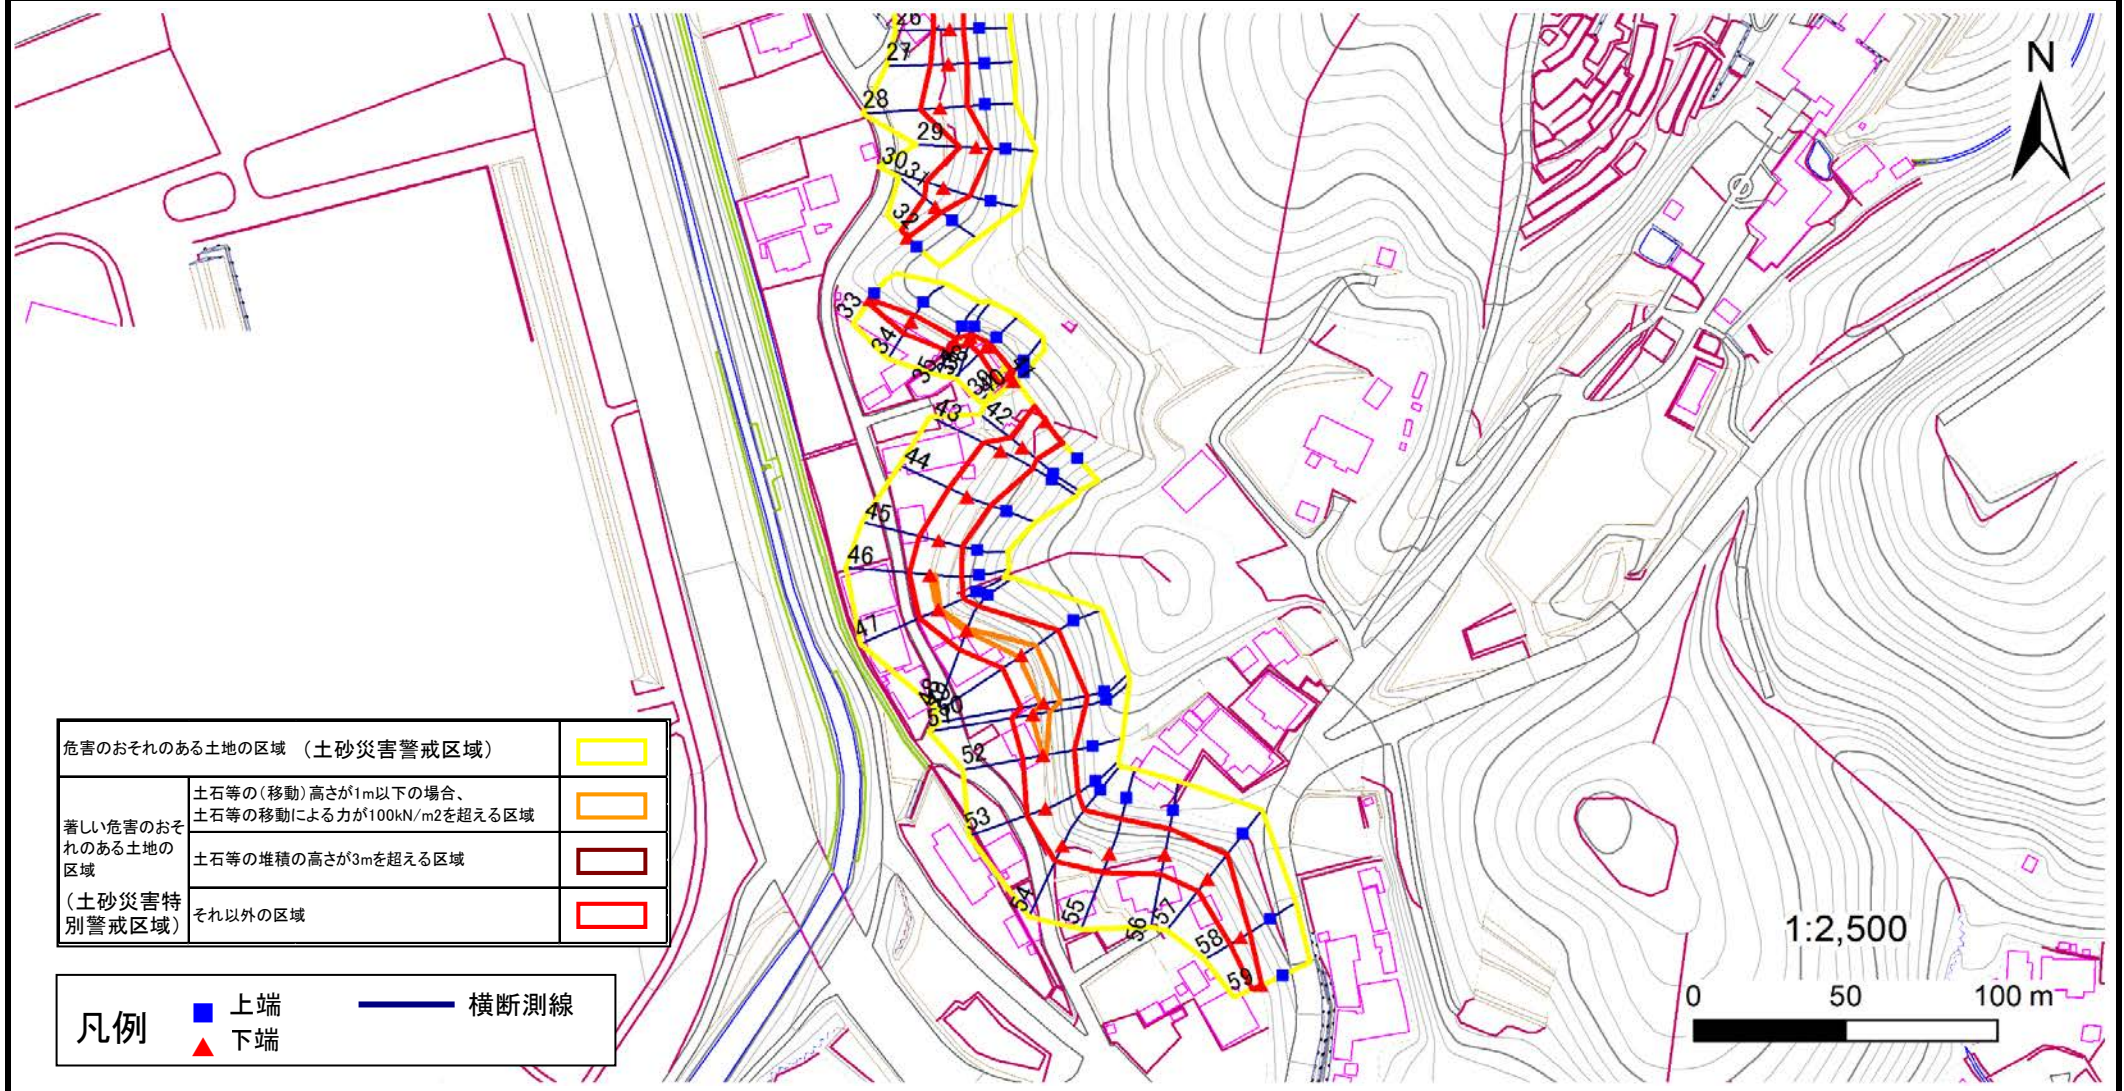 26
27
28
29
30
31
32
33
34
35
38
39
40
42
43
44
45
46
47
50
52
53
54
55
56
57
58
59
N
危害のおそれのある土地の区域 (土砂災害警戒区域)
著しい危害のおそ
れのある土地の
区域
(土砂災害特
別警戒区域)
土石等の(移動)高さが1m以下の場合、
土石等の移動による力が100kN/m2を超える区域
土石等の堆積の高さが3mを超える区域
それ以外の区域
凡例
上端
下端
横断測線
1:2,500
0 50 100 m